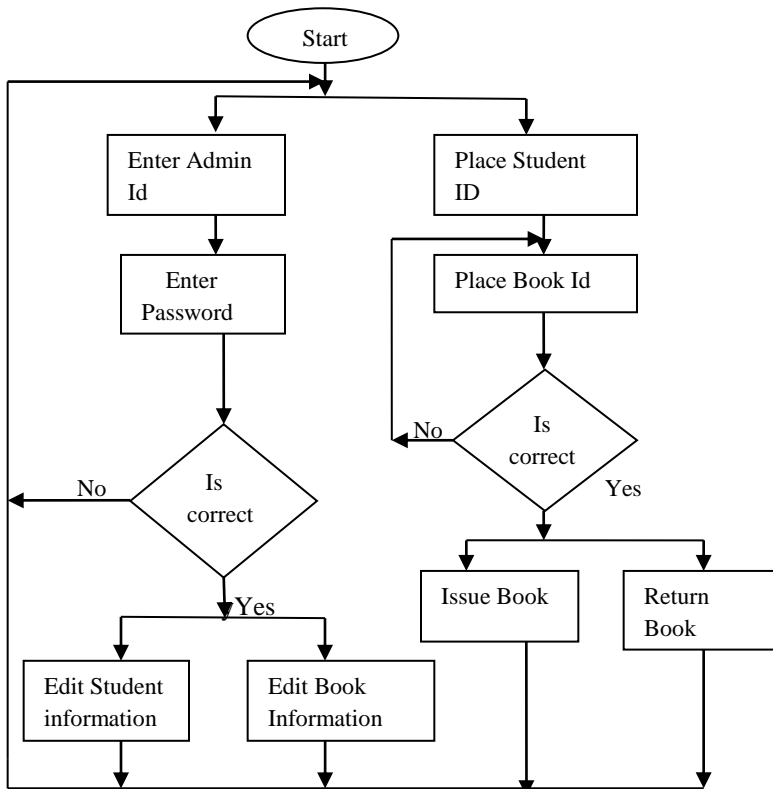 Start
Enter Admin
Id
Place Student
ID
Enter
Password
Place Book Id
No
Is
correct
Yes
No
Is
correct
Yes
Issue Book
Return
Book
Edit Student
information
Edit Book
Information